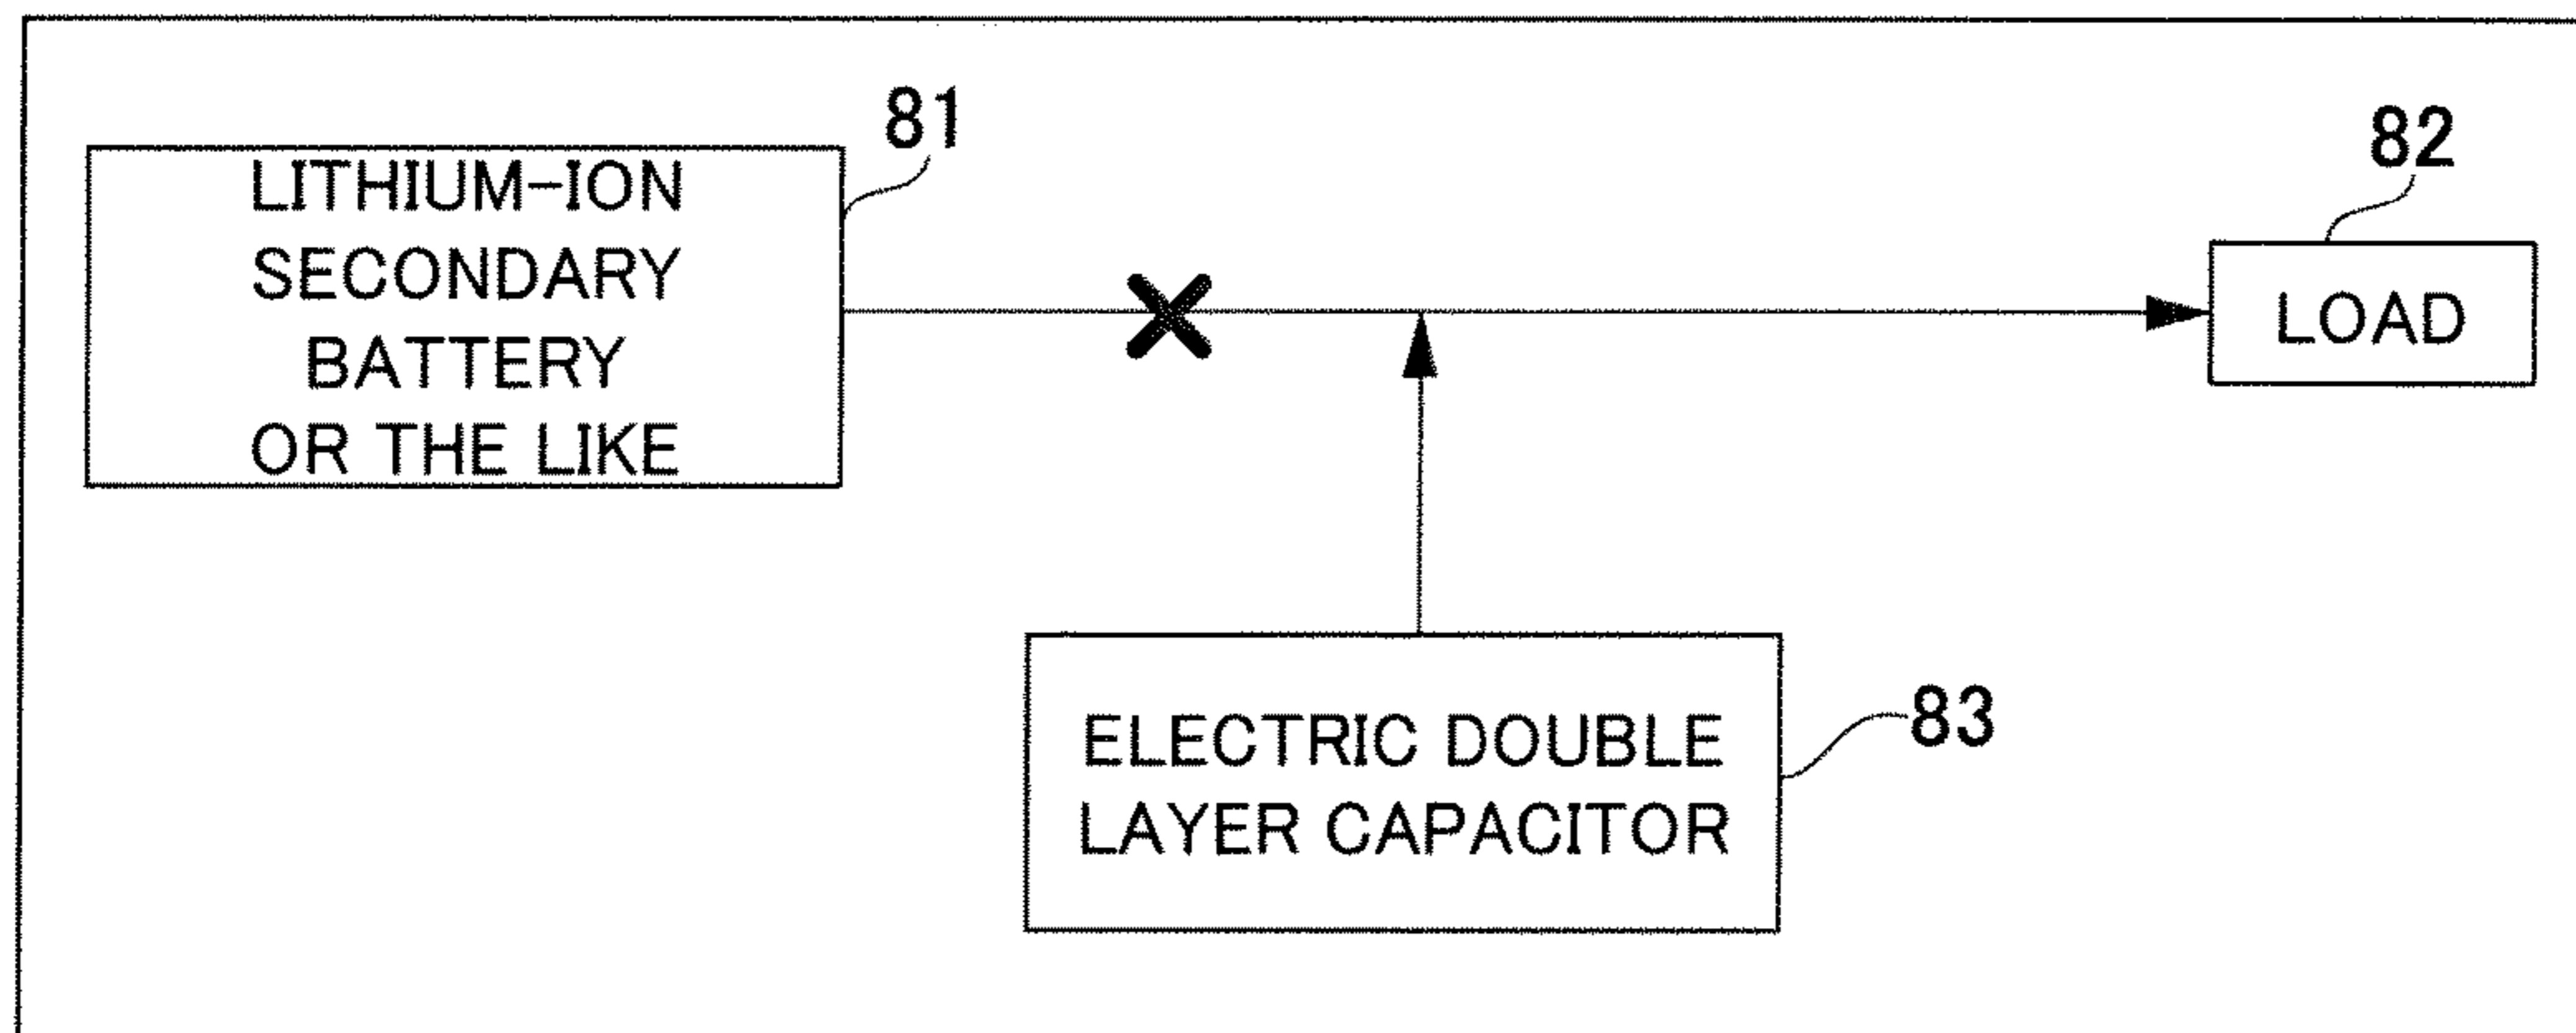 81
LITHIUM-ION
SECONDARY
BATTERY
OR THE LIKE
82
LOAD
83
ELECTRIC DOUBLE
LAYER CAPACITOR